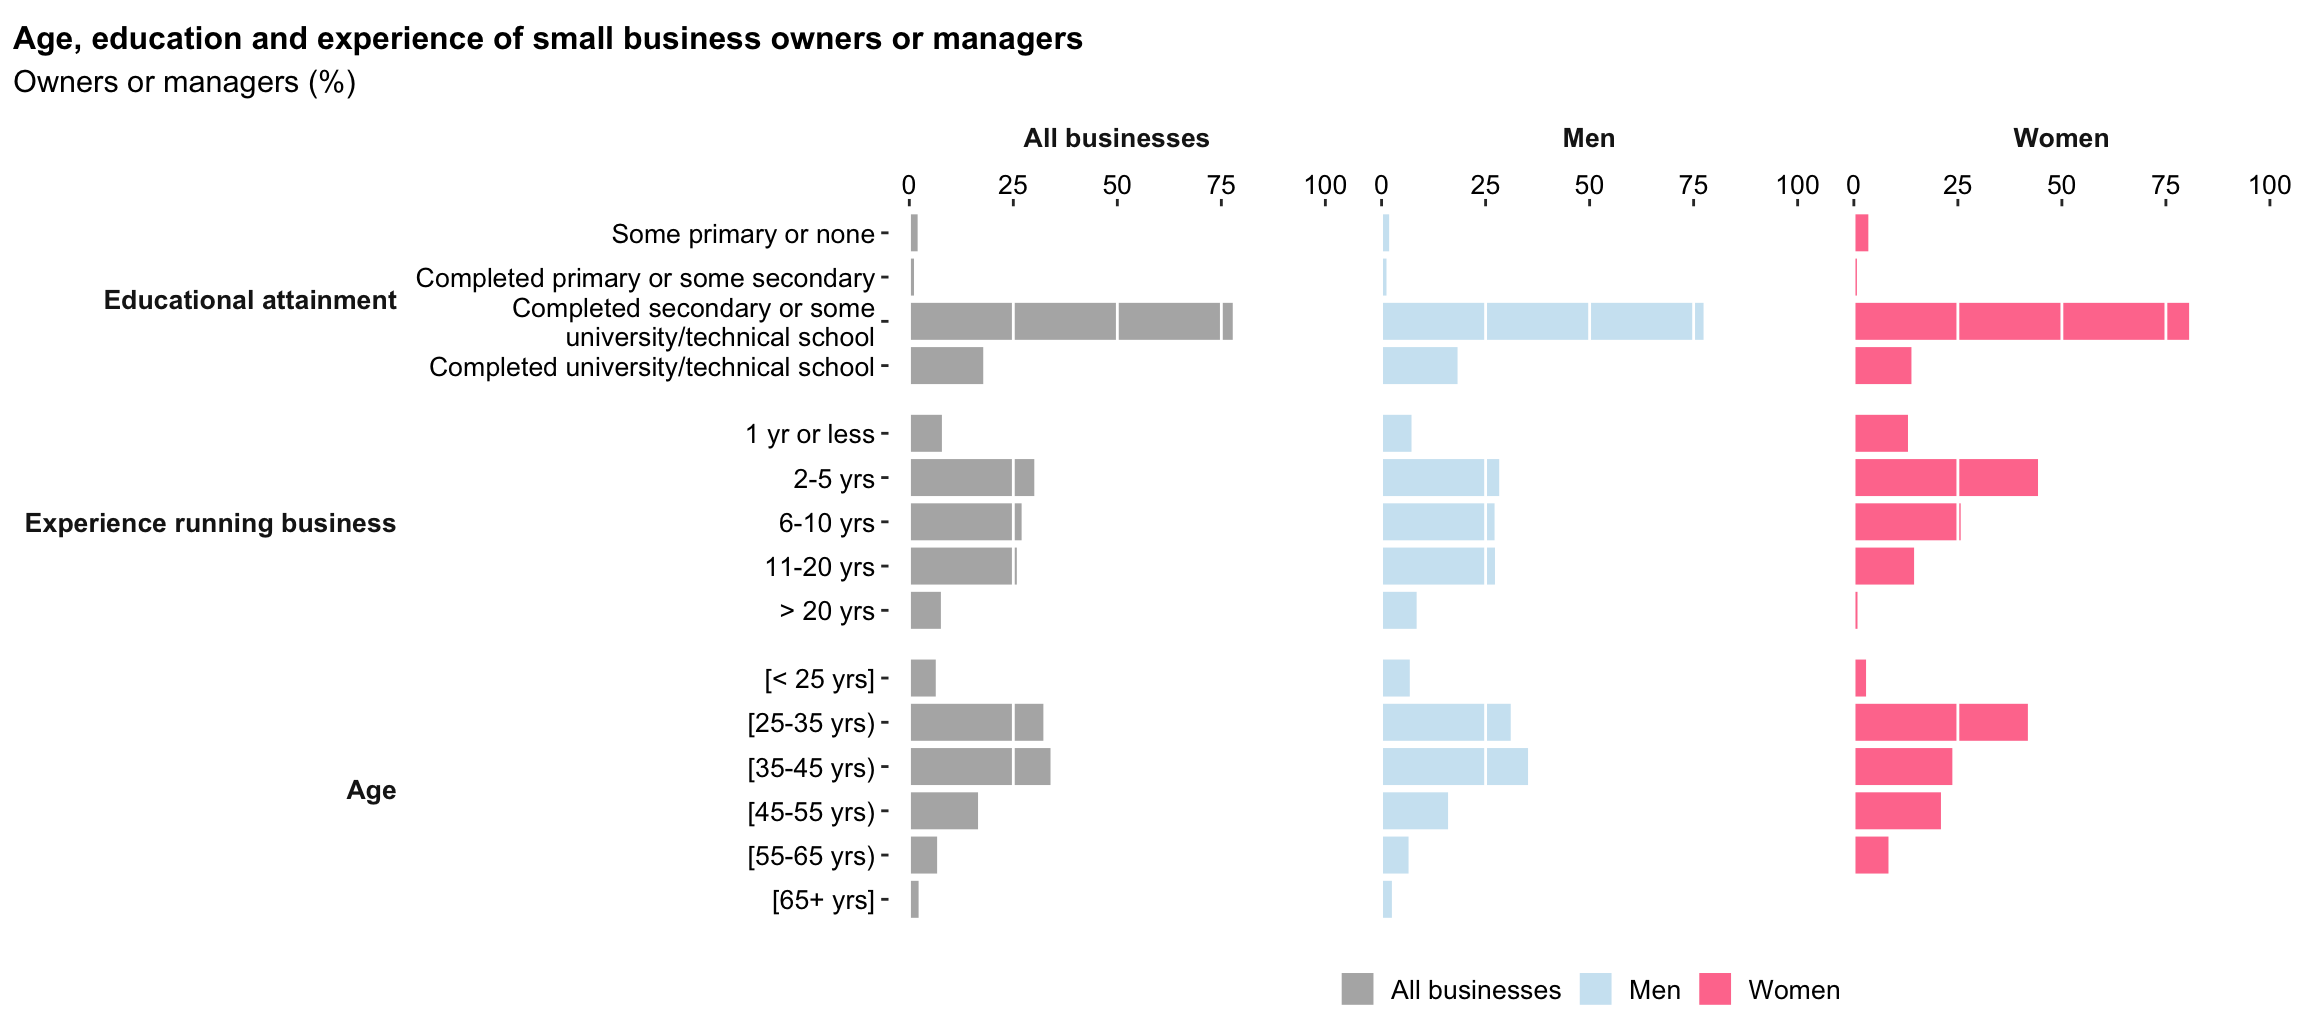 Age, education and experience of small business owners or managers
Owners or managers (%)
All businesses Men Women
0 25 50 75 100 0 25 50 75 100 0 25 50 75 100
Educational attainment
Some primary or none
Completed primary or some secondary
Completed secondary or some
university/technical school
Completed university/technical school
Experience running business
1 yr or less
2-5 yrs
6-10 yrs
11-20 yrs
> 20 yrs
Age
[< 25 yrs]
[25-35 yrs)
[35-45 yrs)
[45-55 yrs)
[55-65 yrs)
[65+ yrs]
All businesses Men Women